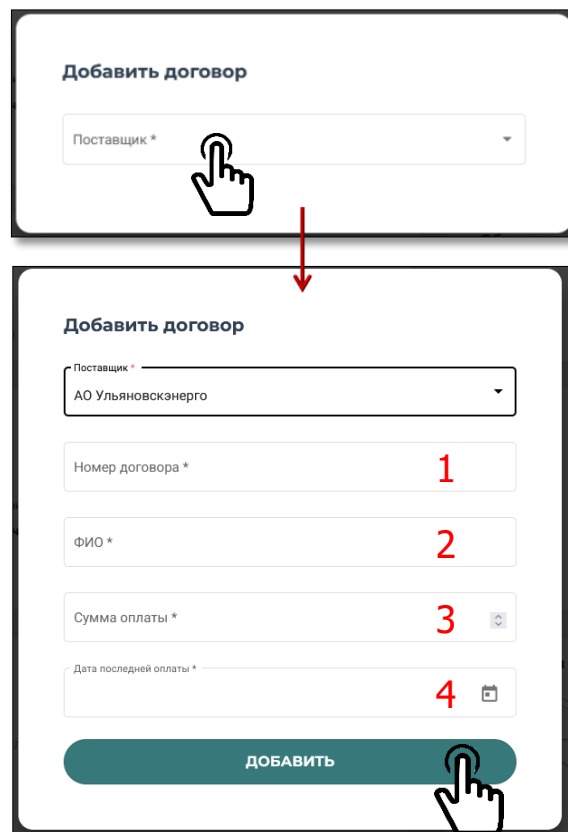 Добавить договор
Поставщик *
Добавить договор
Поставщик *
АО Ульяновскэнерго
Номер договора *
1
ФИО *
2
Сумма оплаты *
3
Дата последней оплаты *
4
ДОБАВИТЬ